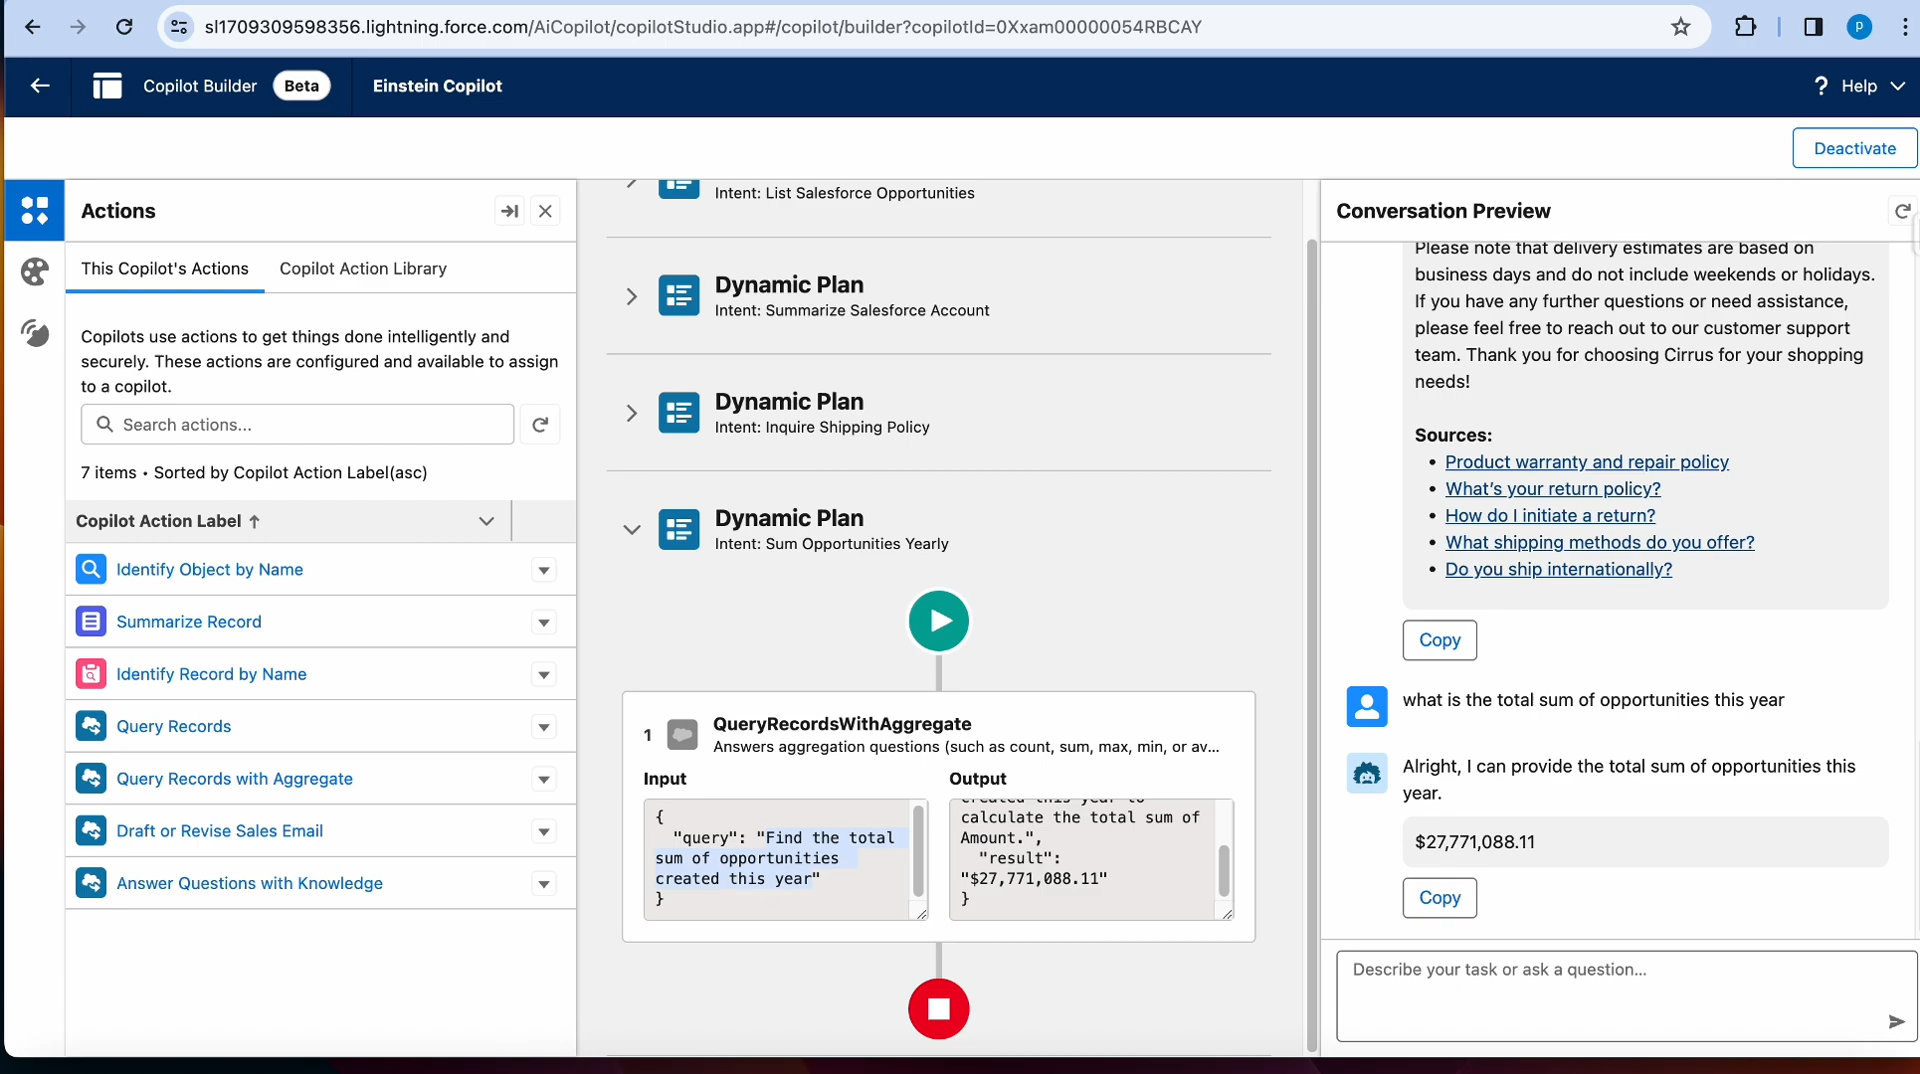 sl1709309598356.lightning.force.com/AiCopilot/copilotStudio.app#/copilot/builder?copilotId=0Xxam00000054RBCAY
P
Copilot Builder
Beta
Einstein Copilot
? Help
Deactivate
Actions
This Copilot's Actions
Copilot Action Library
Copilots use actions to get things done intelligently and
securely. These actions are configured and available to assign
to a copilot.
Search actions...
7 items • Sorted by Copilot Action Label(asc)
Copilot Action Label ↑
Identify Object by Name
Summarize Record
Identify Record by Name
Query Records
Query Records with Aggregate
Draft or Revise Sales Email
Answer Questions with Knowledge
Intent: List Salesforce Opportunities
Dynamic Plan
Intent: Summarize Salesforce Account
Dynamic Plan
Intent: Inquire Shipping Policy
Dynamic Plan
Intent: Sum Opportunities Yearly
1
QueryRecordsWithAggregate
Answers aggregation questions (such as count, sum, max, min, or av...
Input
{
"query": "Find the total
sum of opportunities
created this year"
}
Output
created this year to
calculate the total sum of
Amount.",
"result":
"$27,771,088.11"
}
Conversation Preview
Please note that delivery estimates are based on
business days and do not include weekends or holidays.
If you have any further questions or need assistance,
please feel free to reach out to our customer support
team. Thank you for choosing Cirrus for your shopping
needs!
Sources:
• Product warranty and repair policy
• What's your return policy?
• How do I initiate a return?
• What shipping methods do you offer?
• Do you ship internationally?
Copy
what is the total sum of opportunities this year
Alright, I can provide the total sum of opportunities this
year.
$27,771,088.11
Copy
Describe your task or ask a question...